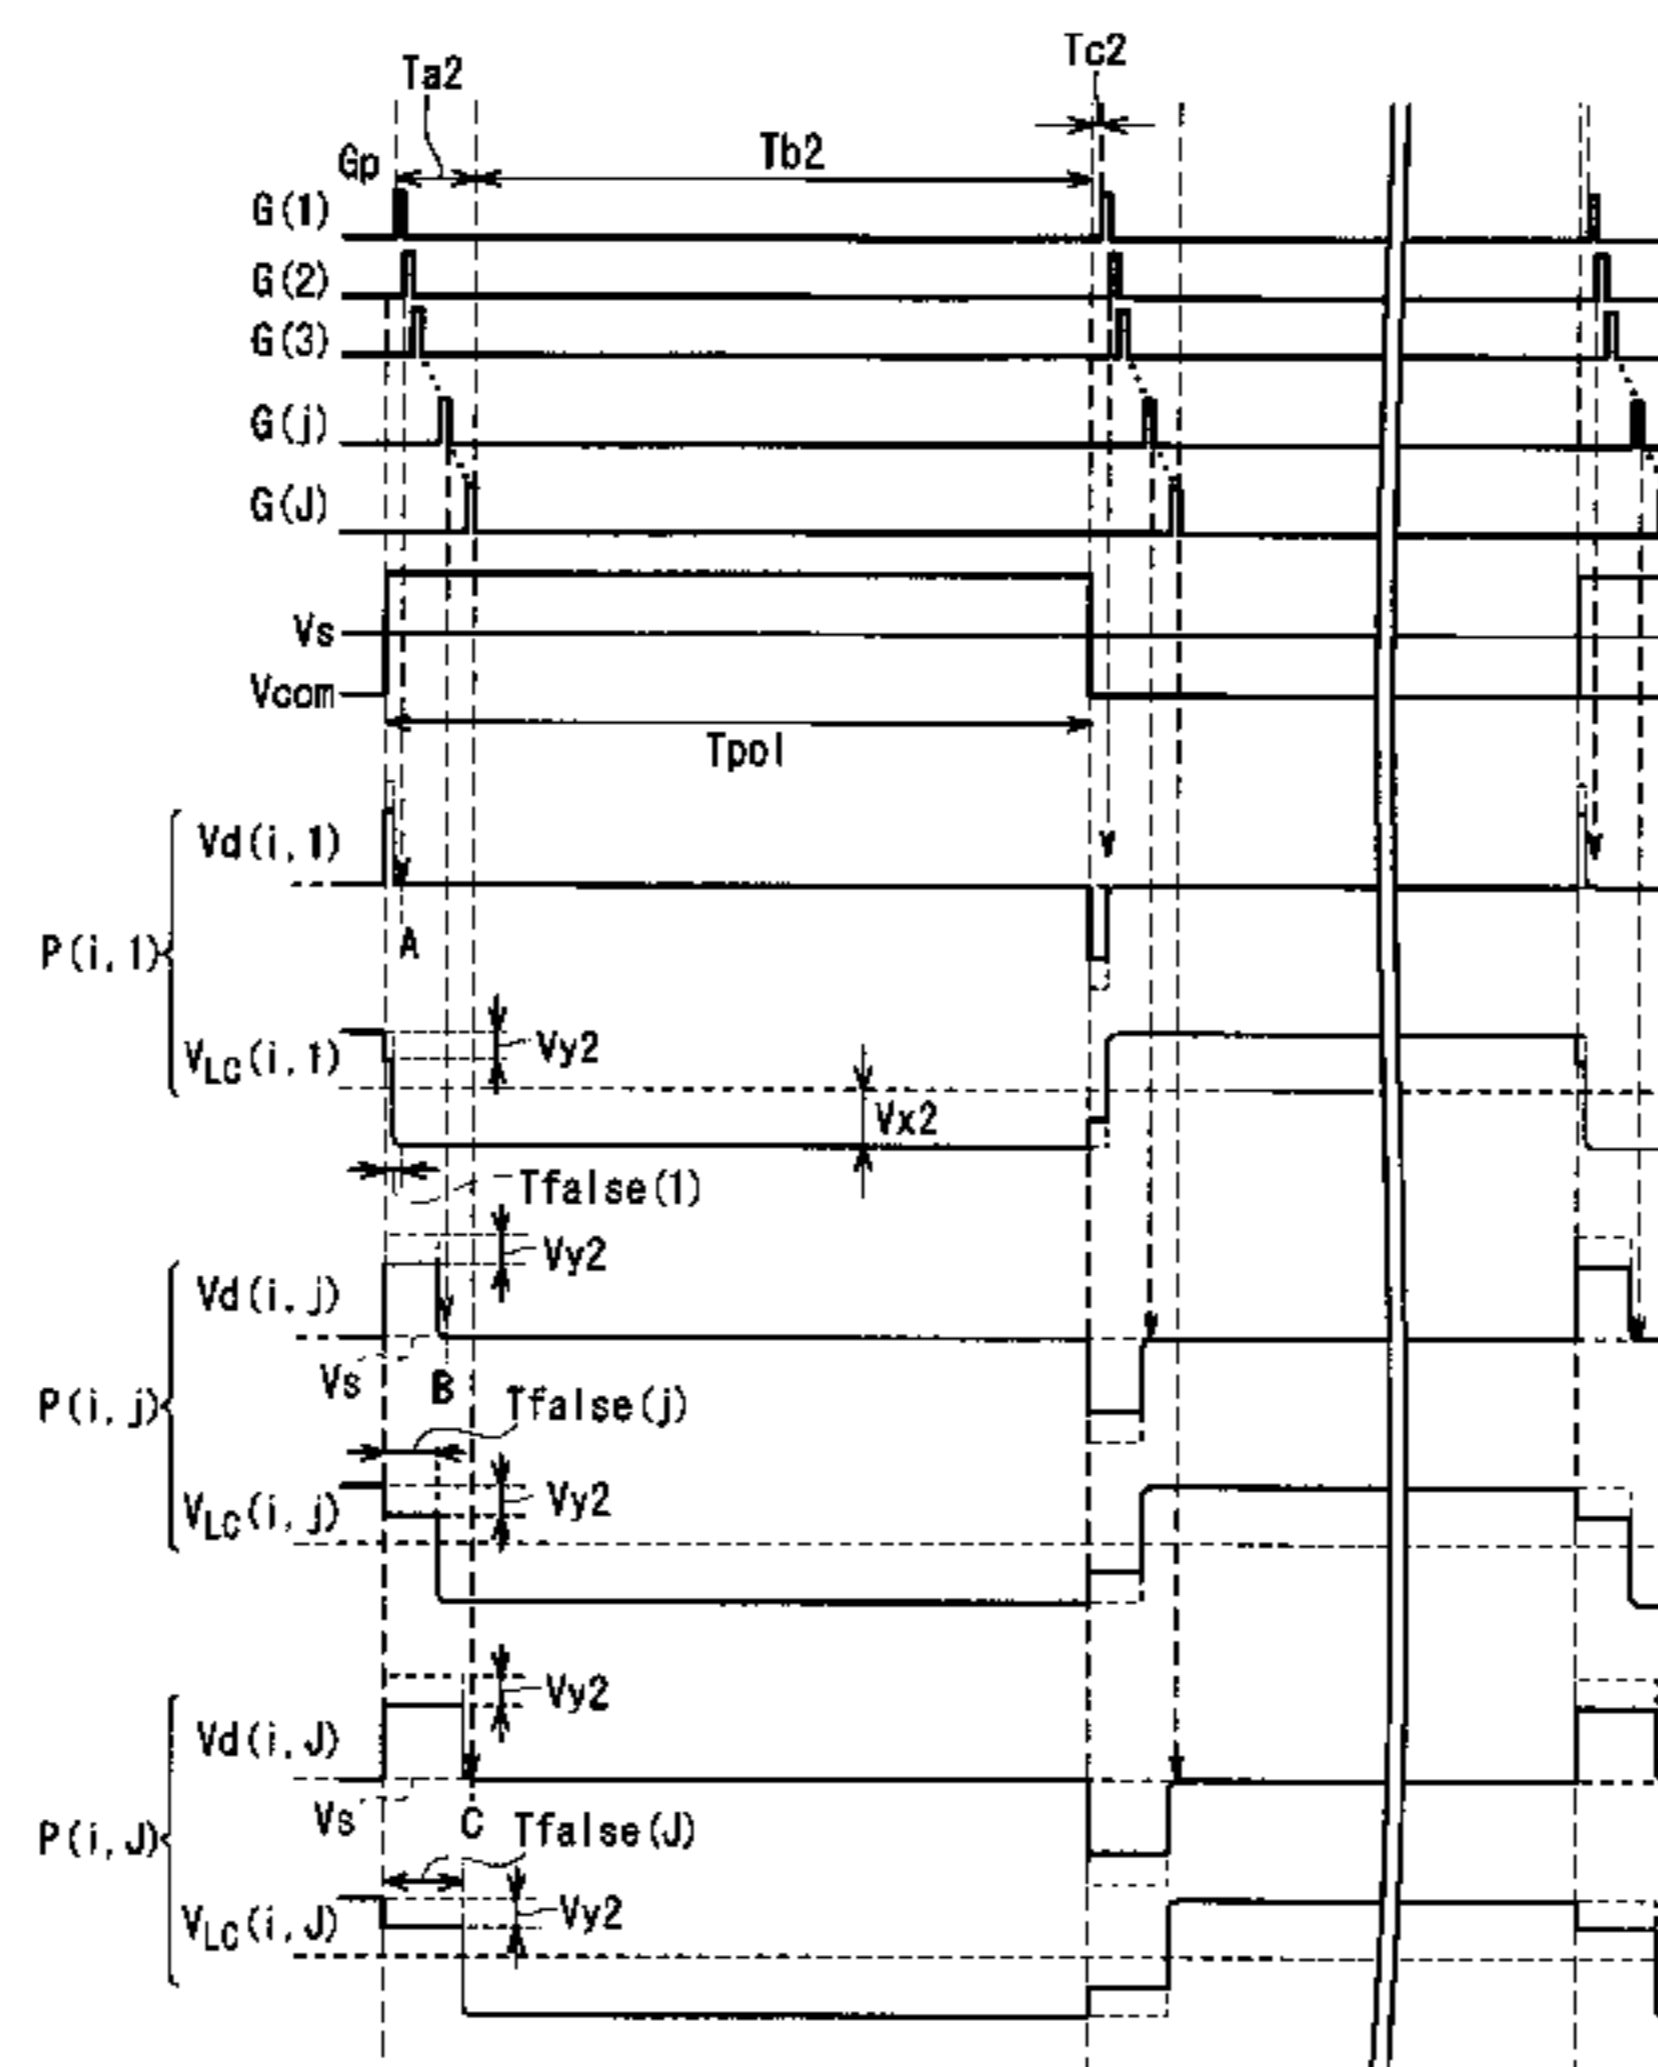 Tc2
Ta2
Gp
Tb2
G(1)
G(2)
G(3)
G(j)
G(J)
Vs
Vcom
Tpol
Vd(i,1)
A
P(i,1)
VLC(i,1)
Vy2
Vx2
Tfalse(1)
Vy2
Vd(i,j)
Vs
B
P(i,j)
Tfalse(j)
VLC(i,j)
Vy2
Vy2
Vd(i,J)
Vs
C
P(i,J)
Tfalse(J)
VLC(i,J)
Vy2